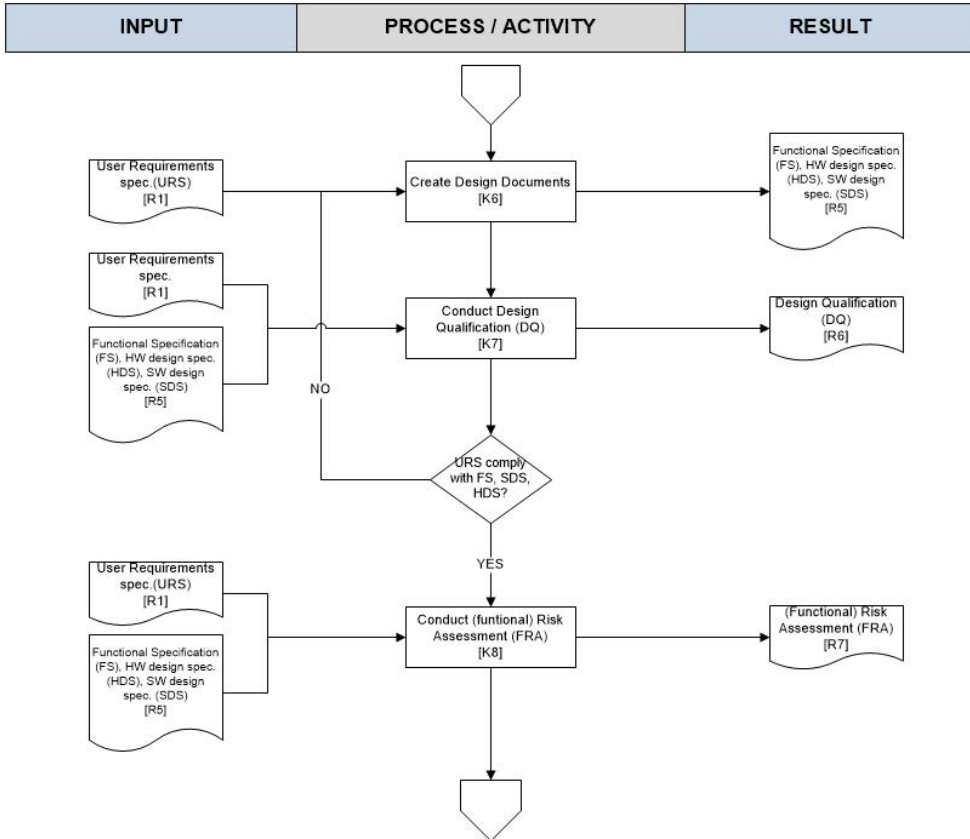 INPUT
PROCESS / ACTIVITY
RESULT
User Requirements
spec.(URS)
[R1]
Create Design Documents
[K6]
Functional Specification
(FS), HW design spec.
(HDS), SW design
spec. (SDS)
[R5]
User Requirements
spec.
[R1]
Functional Specification
(FS), HW design spec.
(HDS), SW design
spec. (SDS)
[R5]
Conduct Design
Qualification (DQ)
[K7]
Design Qualification
(DQ)
[R6]
NO
URS comply
with FS, SDS,
HDS?
YES
User Requirements
spec.(URS)
[R1]
Functional Specification
(FS), HW design spec.
(HDS), SW design
spec. (SDS)
[R5]
Conduct (funtional) Risk
Assessment (FRA)
[K8]
(Functional) Risk
Assessment (FRA)
[R7]